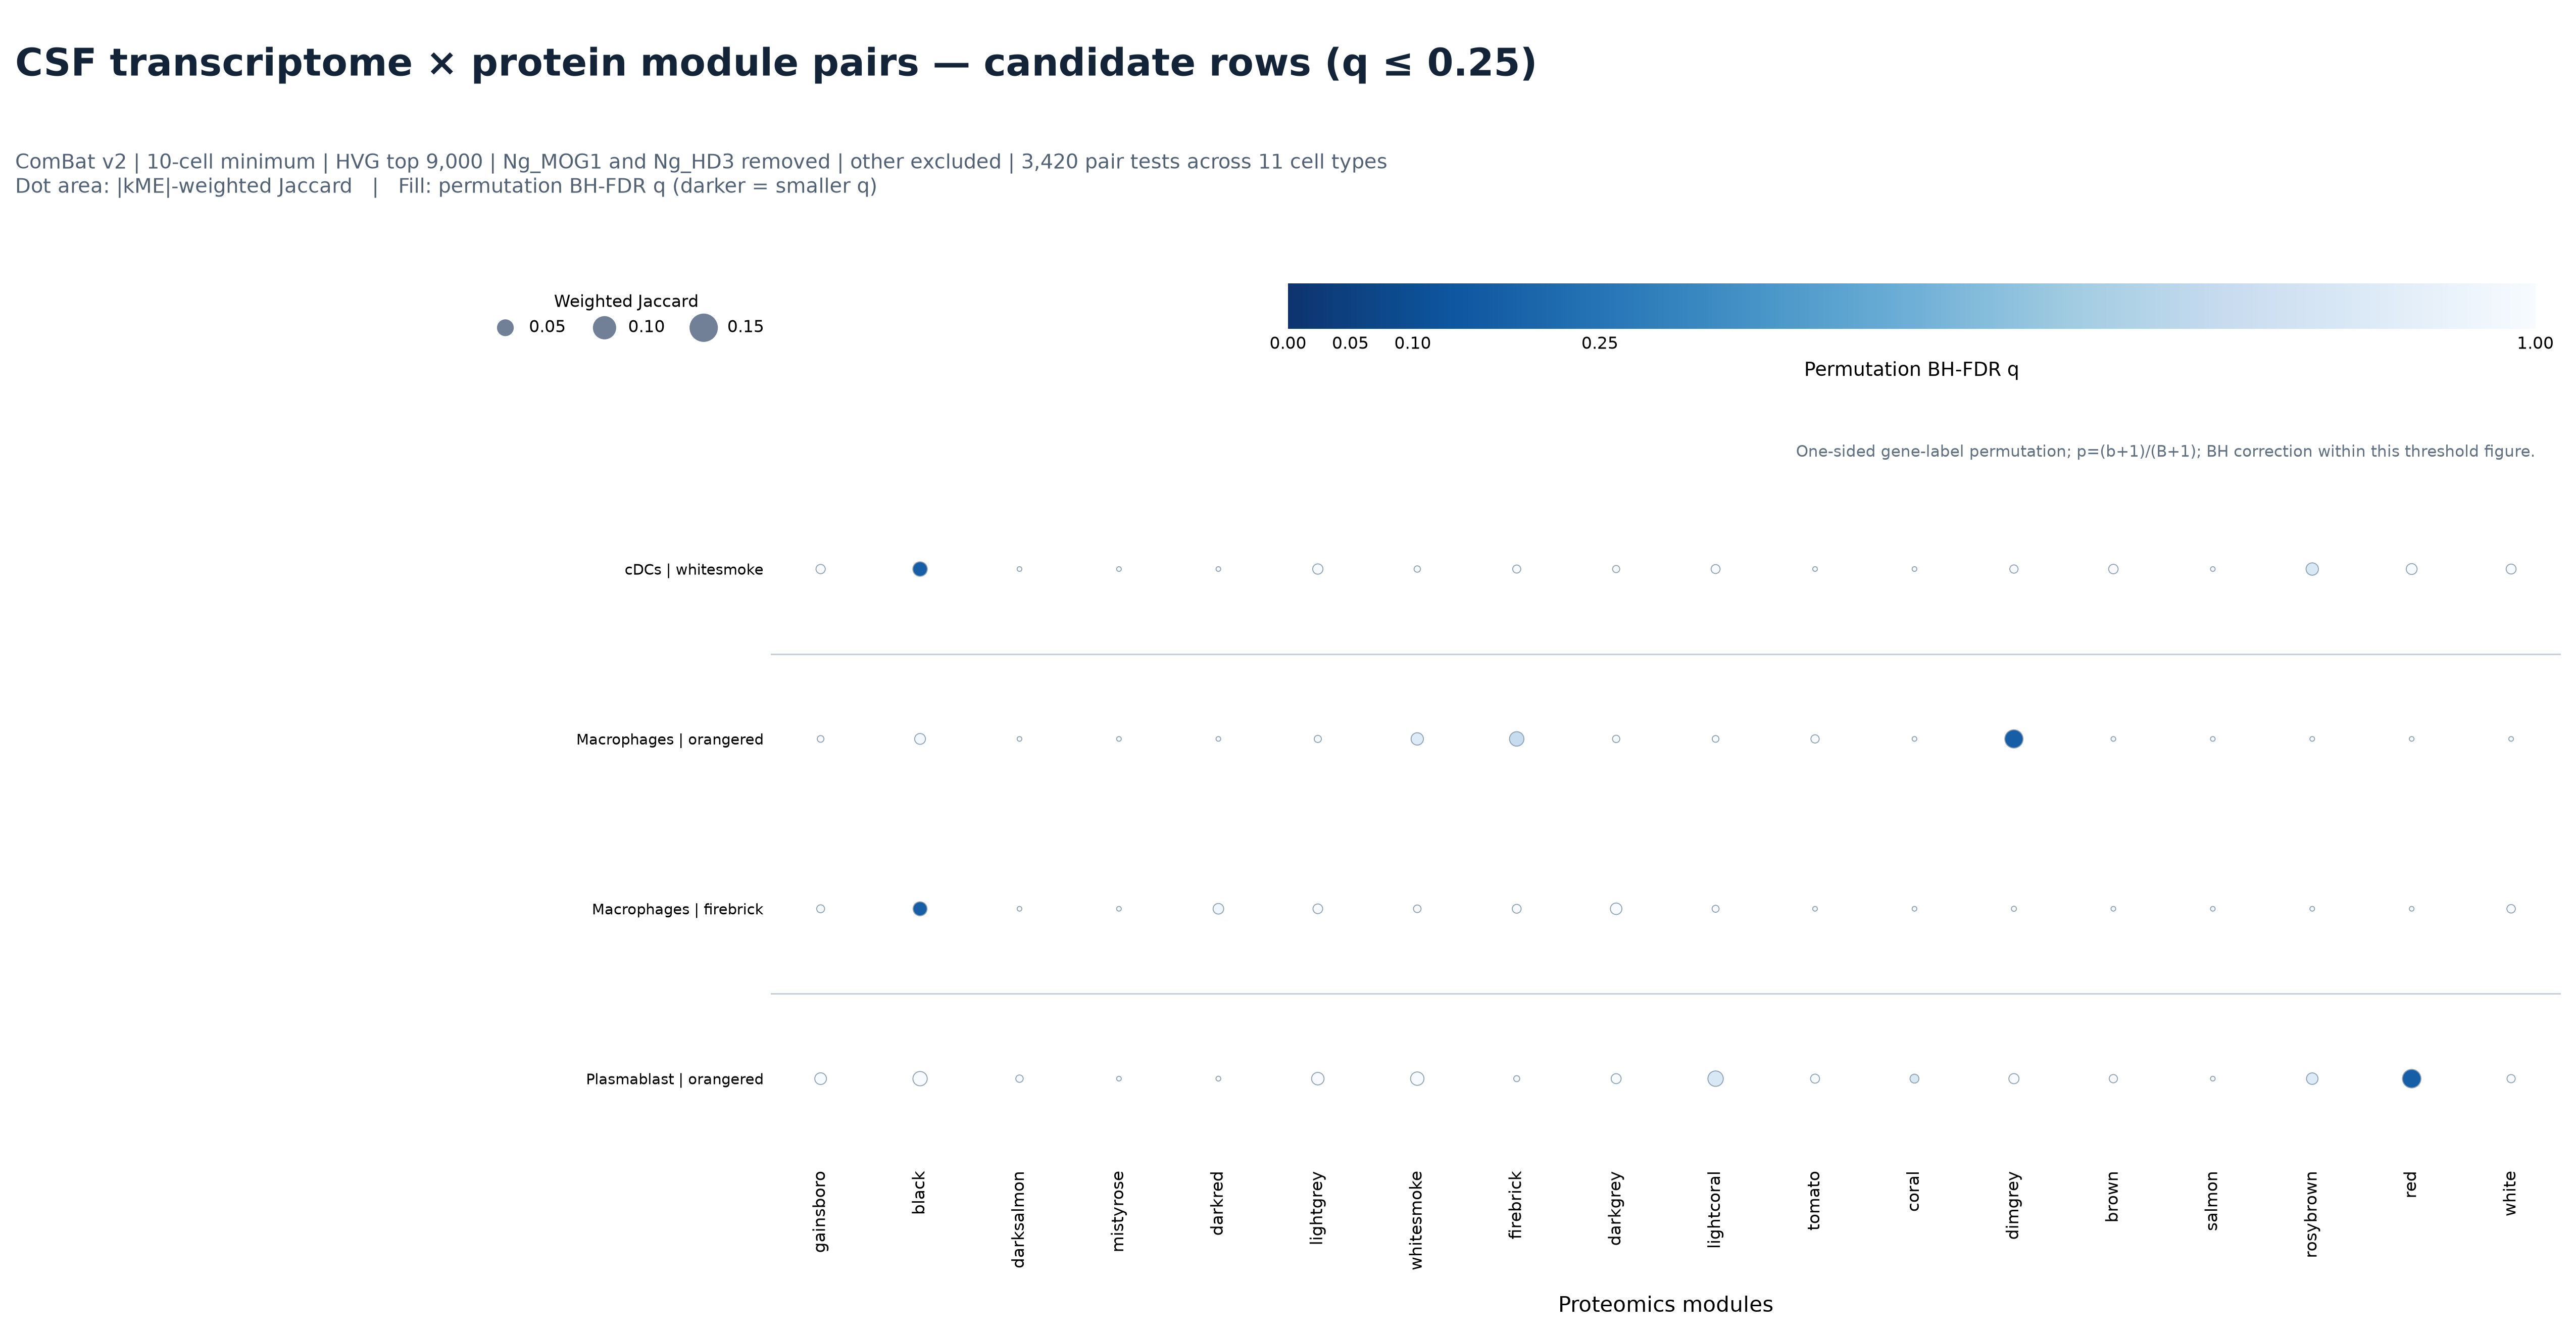 CSF transcriptome × protein module pairs — candidate rows (q ≤ 0.25)
ComBat v2 | 10-cell minimum | HVG top 9,000 | Ng_MOG1 and Ng_HD3 removed | other excluded | 3,420 pair tests across 11 cell types
Dot area: |kME|-weighted Jaccard | Fill: permutation BH-FDR q (darker = smaller q)
Weighted Jaccard
0.05 0.10 0.15
0.00 0.05 0.10 0.25 1.00
Permutation BH-FDR q
One-sided gene-label permutation; p=(b+1)/(B+1); BH correction within this threshold figure.
cDCs | whitesmoke
Macrophages | orangered
Macrophages | firebrick
Plasmablast | orangered
gainsboro
black
darksalmon
mistyrose
darkred
lightgrey
whitesmoke
firebrick
darkgrey
lightcoral
tomato
coral
dimgrey
brown
salmon
rosybrown
red
white
Proteomics modules